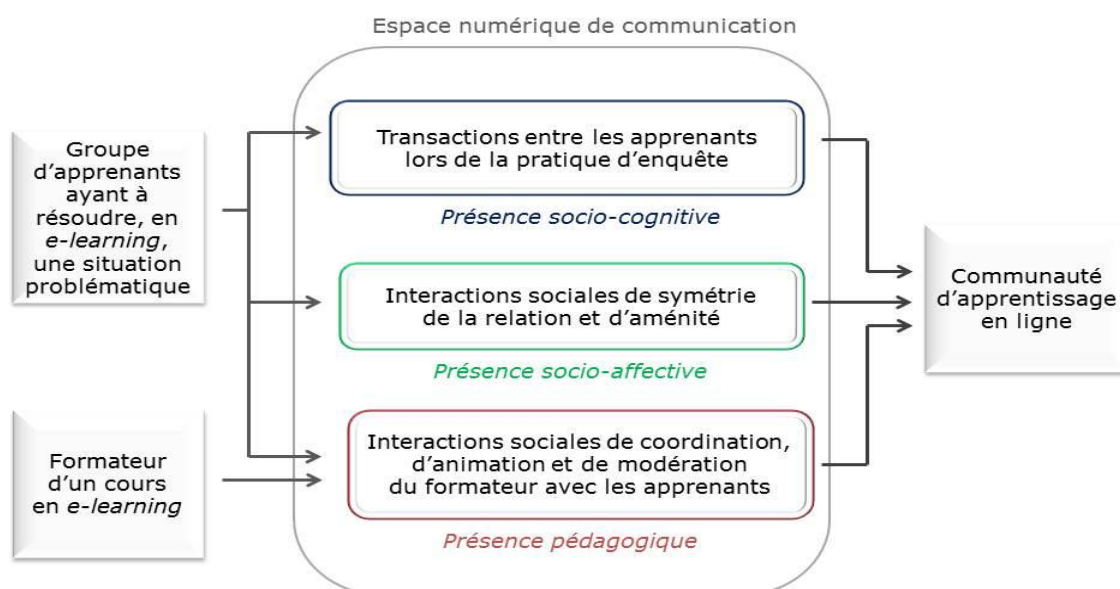 Espace numérique de communication
Groupe
d'apprenants
ayant à
résoudre, en
e-learning,
une situation
problématique
Formateur
d'un cours
en e-learning
Transactions entre les apprenants
lors de la pratique d'enquête
Présence socio-cognitive
Interactions sociales de symétrie
de la relation et d'aménité
Présence socio-affective
Interactions sociales de coordination,
d'animation et de modération
du formateur avec les apprenants
Présence pédagogique
Communauté
d'apprentissage
en ligne